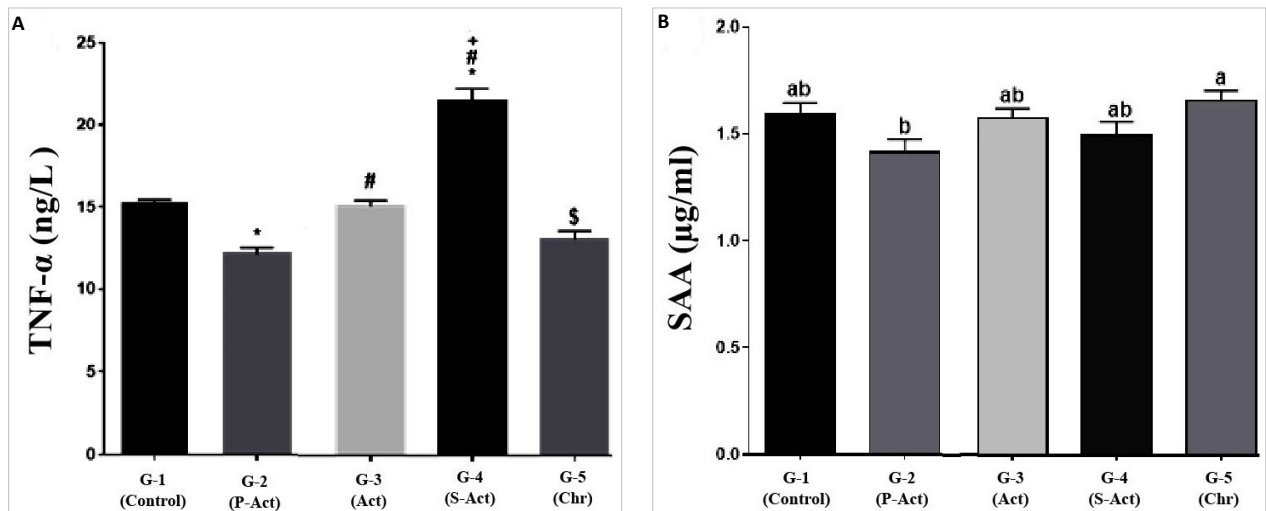 A
TNF-α (ng/L )
25
20
15
10
5
0
*
#
+
#
*
$
G-1
(Control)
G-2
(P-Act)
G-3
(Act)
G-4
(S-Act)
G-5
(Chr)
B
SAA (µg/ml)
2.0
1.5
1.0
0.5
0.0
ab
b
ab
ab
a
G-1
(Control)
G-2
(P-Act)
G-3
(Act)
G-4
(S-Act)
G-5
(Chr)